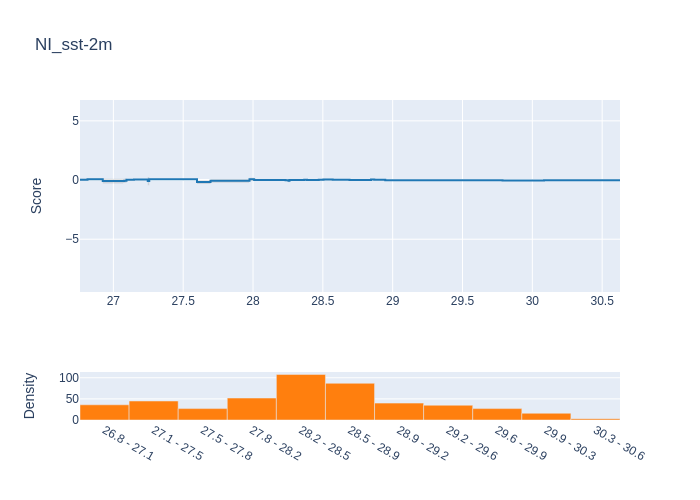 NI_sst-2m
5
0
−5
Score
27
27.5
28
28.5
29
29.5
30
30.5
100
50
0
Density
26.8 - 27.1
27.1 - 27.5
27.5 - 27.8
27.8 - 28.2
28.2 - 28.5
28.5 - 28.9
28.9 - 29.2
29.2 - 29.6
29.6 - 29.9
29.9 - 30.3
30.3 - 30.6